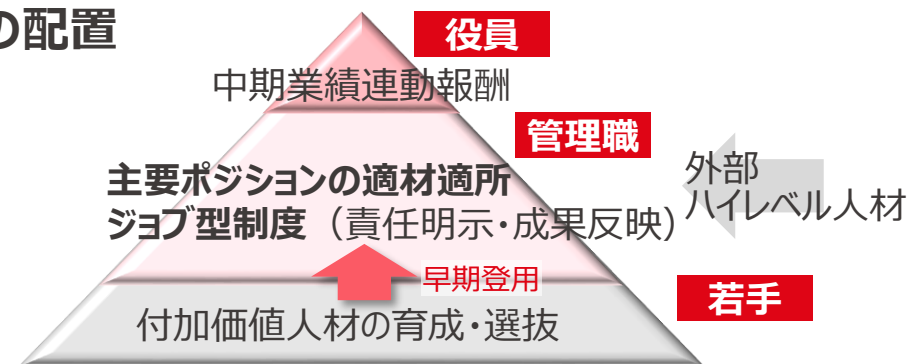 の配置
役員
中期業績連動報酬
管理職
主要ポジションの適材適所
ジョブ型制度（責任明示・成果反映）
外部
ハイレベル人材
早期登用
若手
付加価値人材の育成・選抜